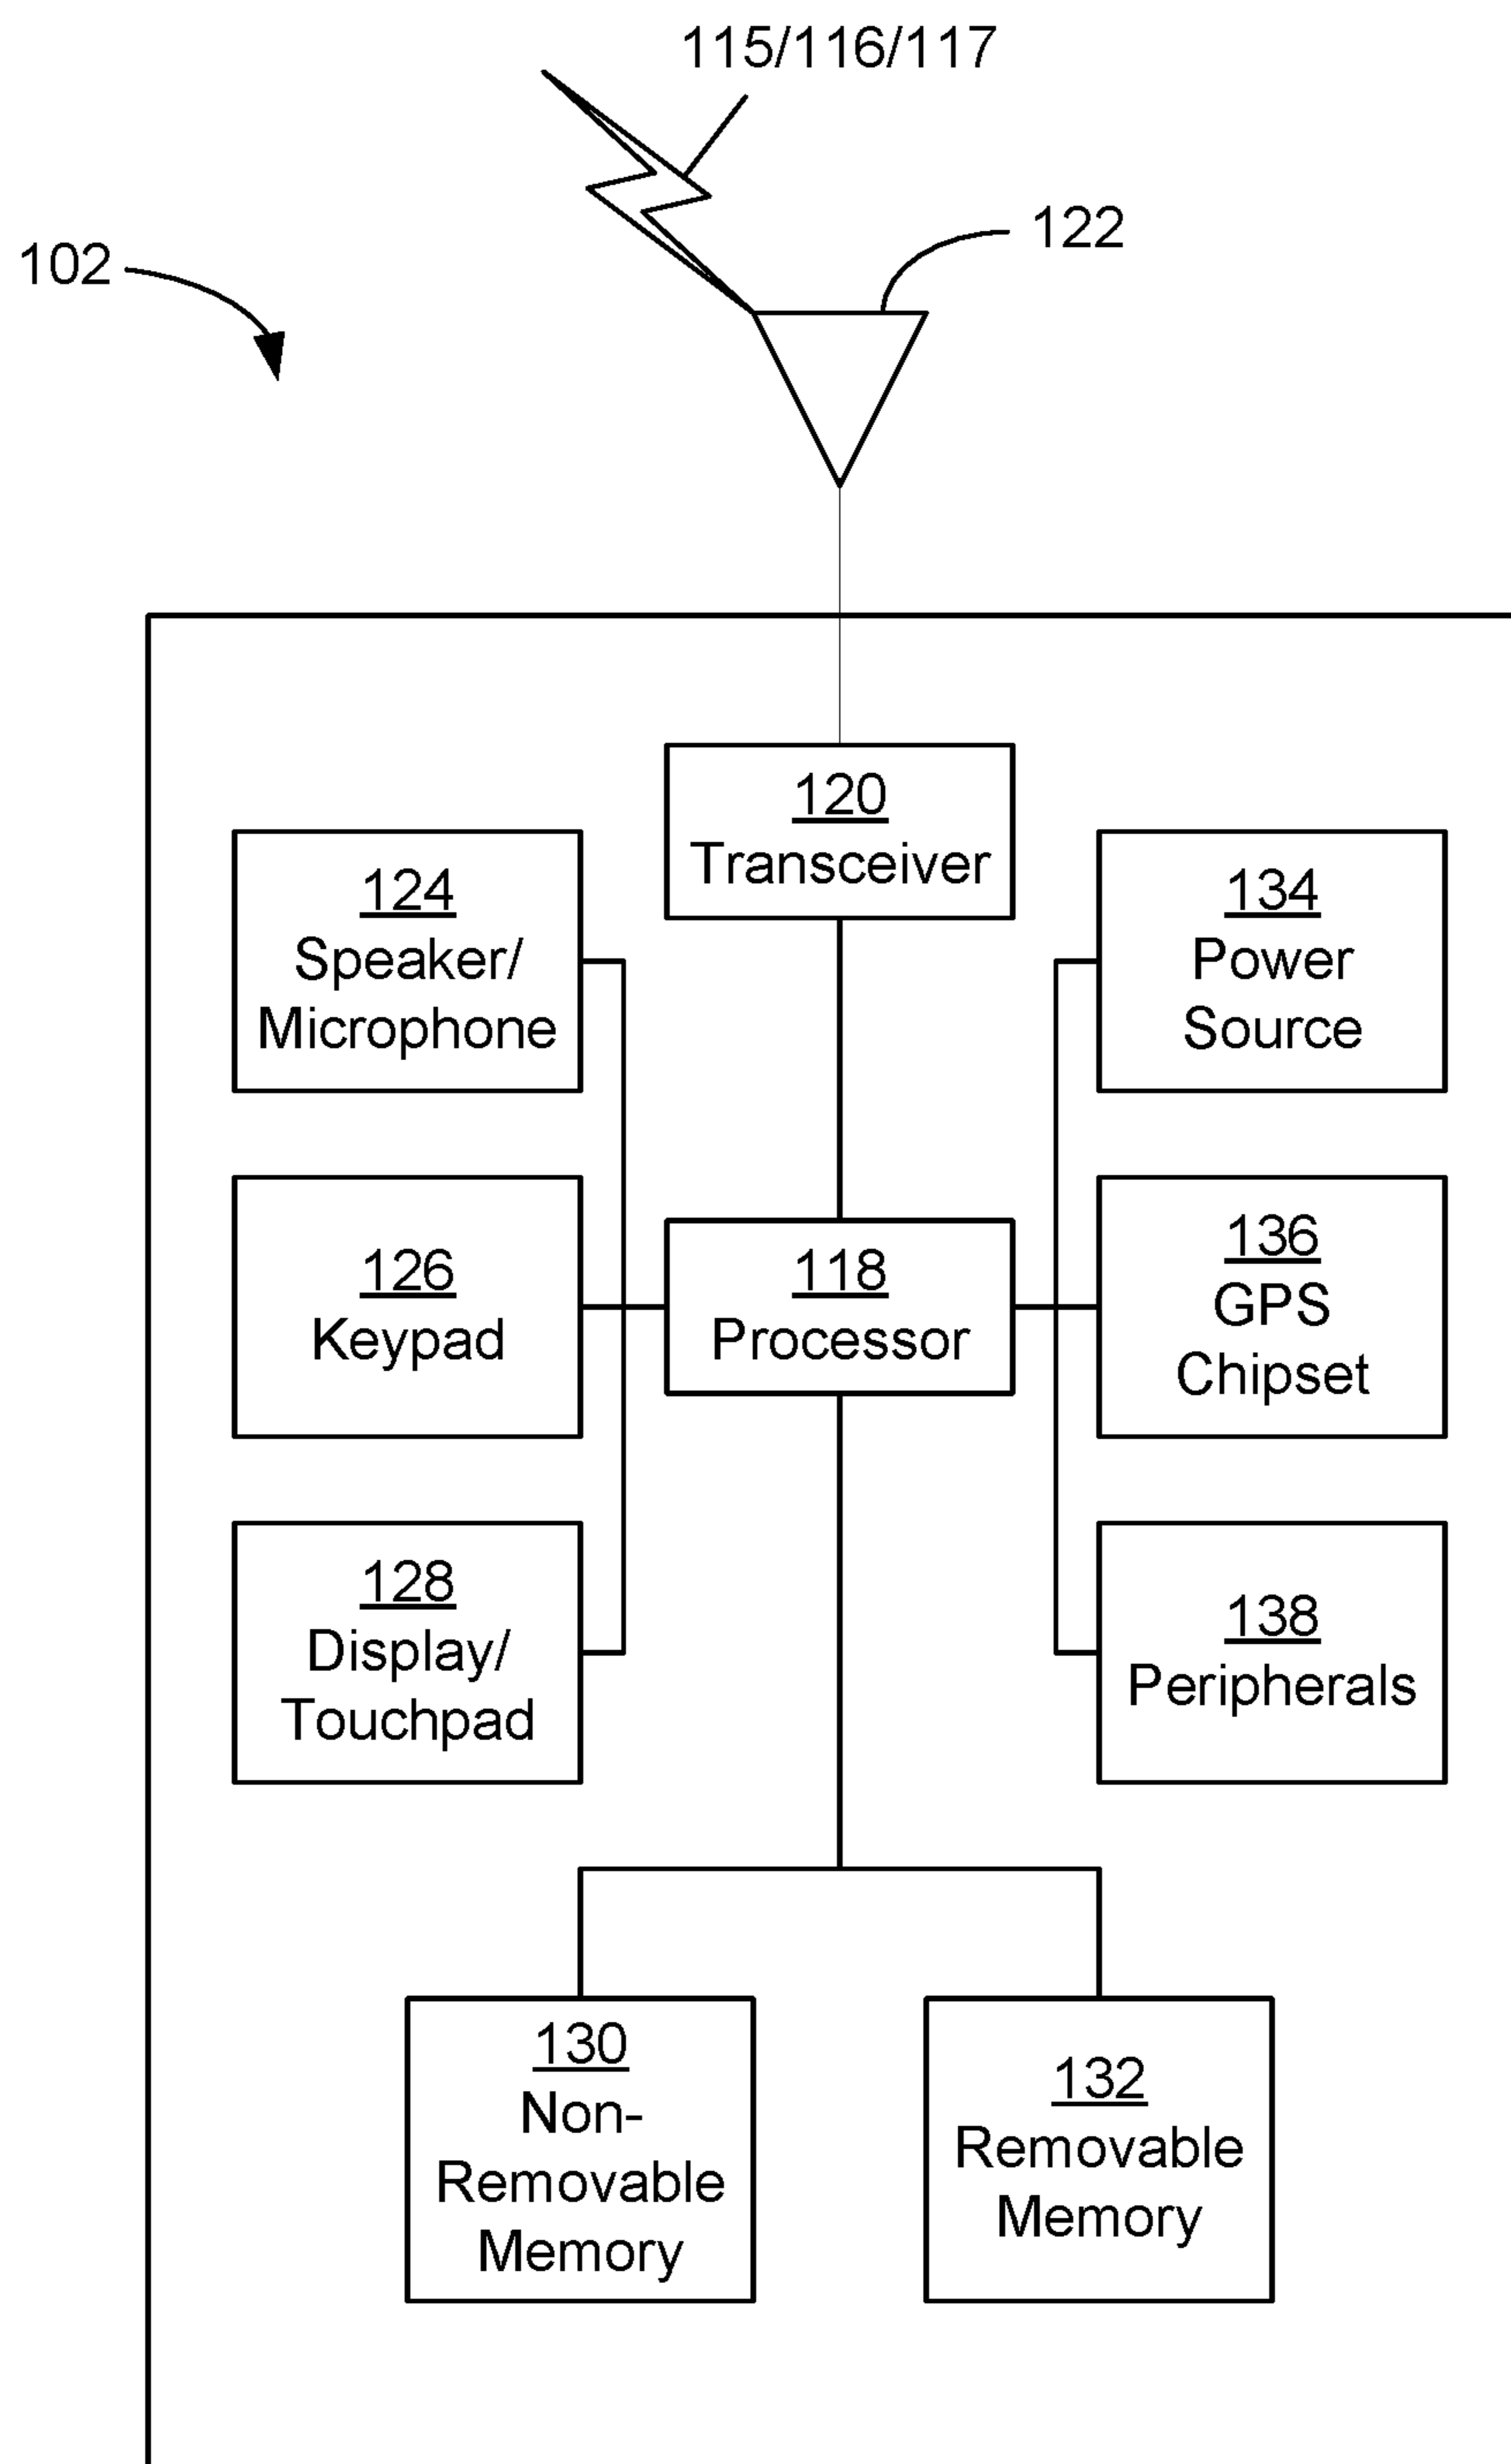 115/116/117
122
102
120
Transceiver
124
Speaker/
Microphone
134
Power
Source
126
Keypad
118
Processor
136
GPS
Chipset
128
Display/
Touchpad
138
Peripherals
130
Non-
Removable
Memory
132
Removable
Memory